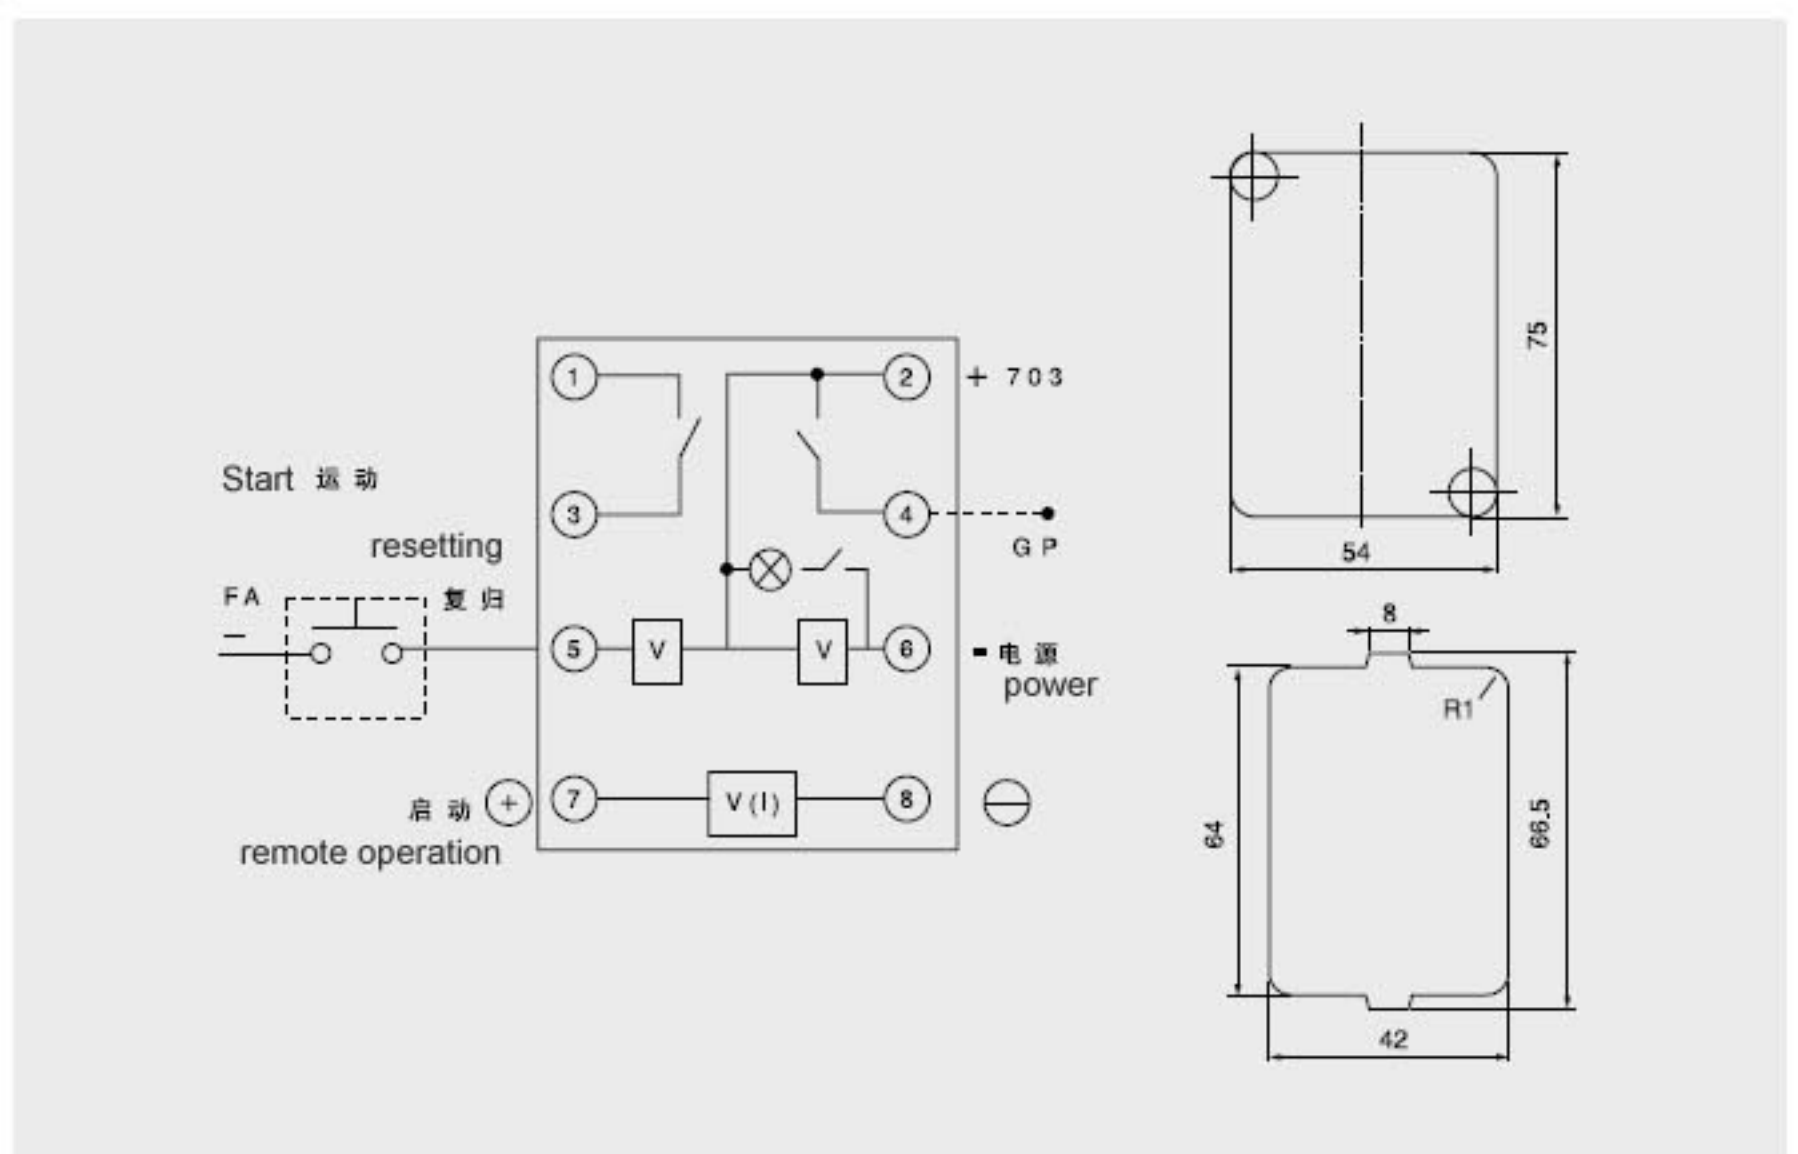 Start 运动
resetting
FA
复归
−
1
2
+ 703
3
4
GP
5
V
V
6
- 电源
power
启动 +
7
V(I)
8
−
remote operation
75
54
8
R1
64
66.5
42